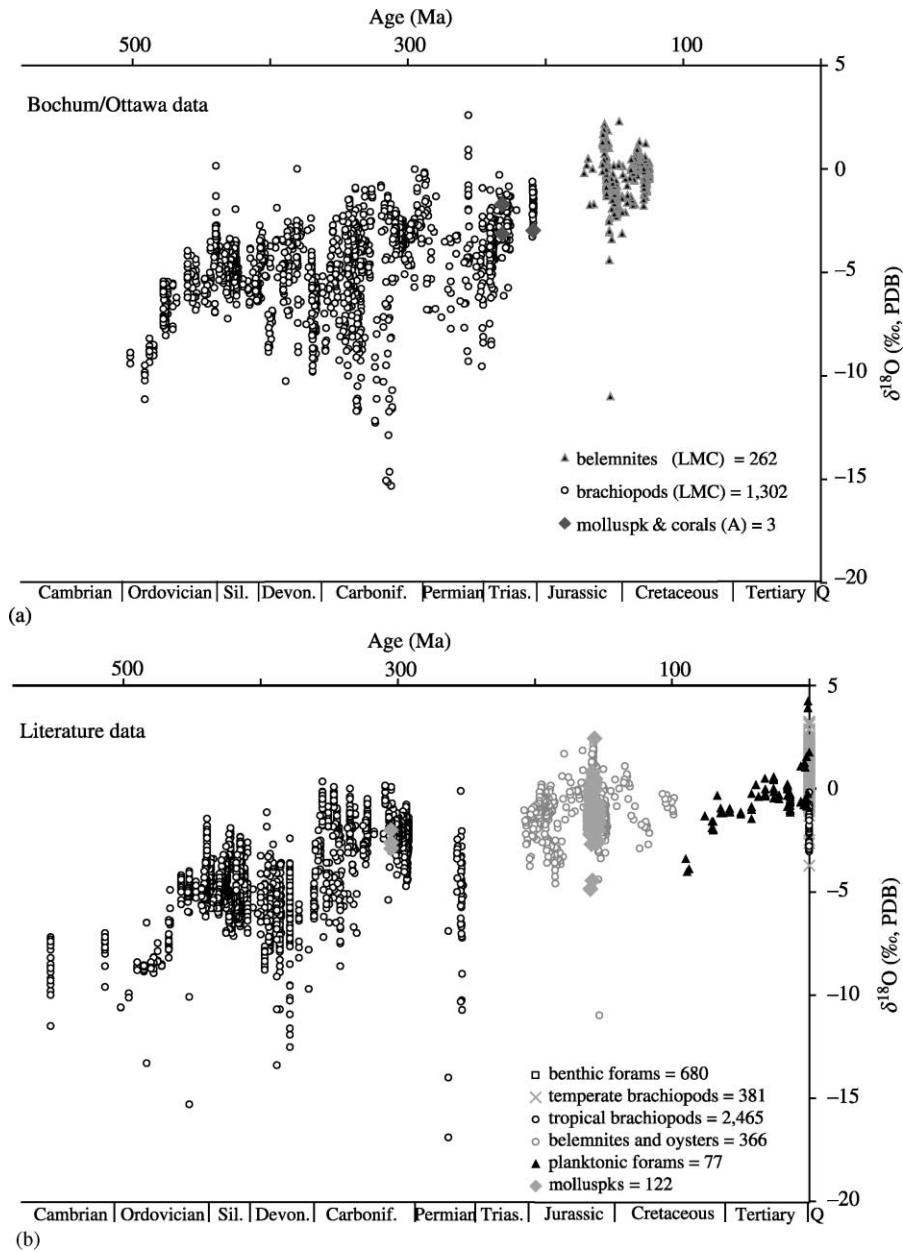 Age (Ma)
500 300 100
5
Bochum/Ottawa data
0
−5
δ18O (‰, PDB)
−10
▲ belemnites (LMC) = 262
○ brachiopods (LMC) = 1,302
−15
◆ molluspk & corals (A) = 3
−20
Cambrian Ordovician Sil. Devon. Carbonif. Permian Trias. Jurassic Cretaceous Tertiary Q
(a)
Age (Ma)
500 300 100
5
Literature data
0
−5
δ18O (‰, PDB)
−10
□ benthic forams = 680
× temperate brachiopods = 381
−15
○ tropical brachiopods = 2,465
○ belemnites and oysters = 366
▲ planktonic forams = 77
◆ molluspks = 122
−20
Cambrian Ordovician Sil. Devon. Carbonif. Permian Trias. Jurassic Cretaceous Tertiary Q
(b)